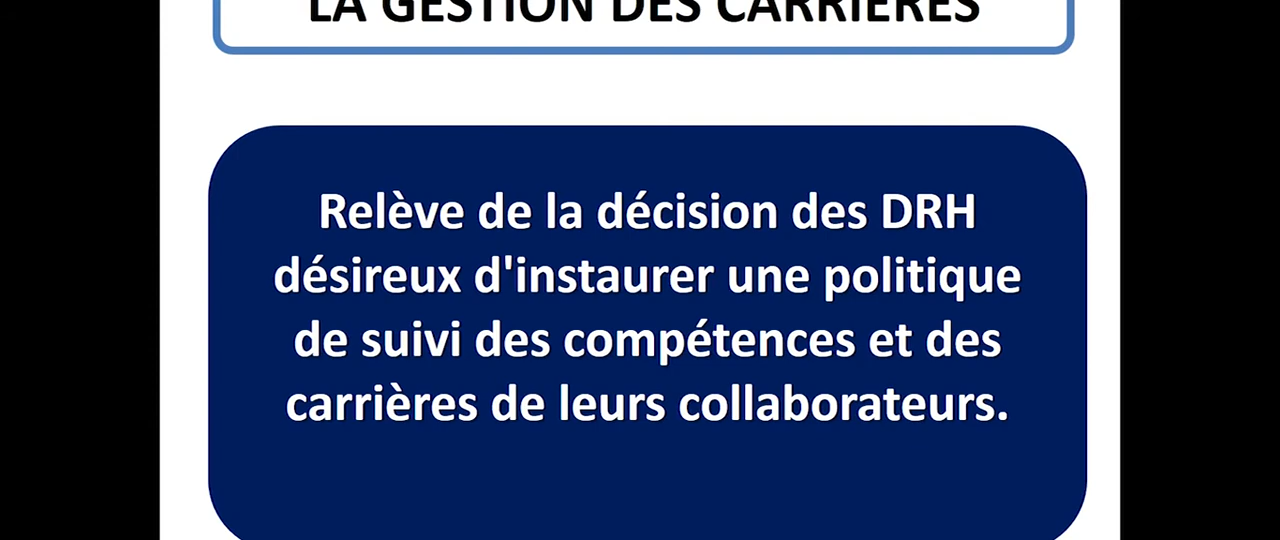 LA GESTION DES CARRIERES
Relève de la décision des DRH
désireux d'instaurer une politique
de suivi des compétences et des
carrières de leurs collaborateurs.